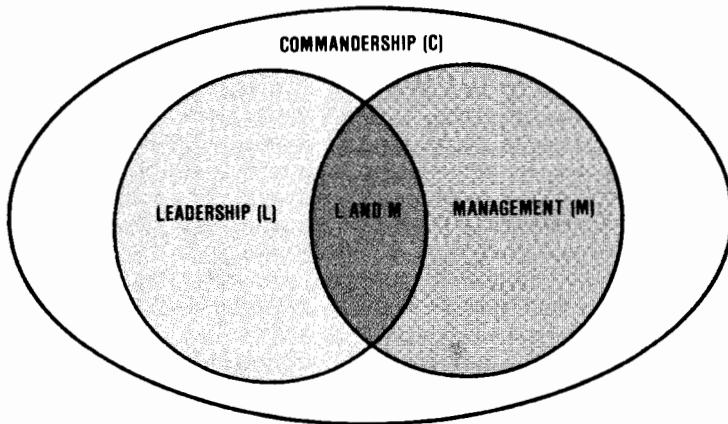 COMMANDERSHIP (C)
LEADERSHIP (L)
L AND M
MANAGEMENT (M)